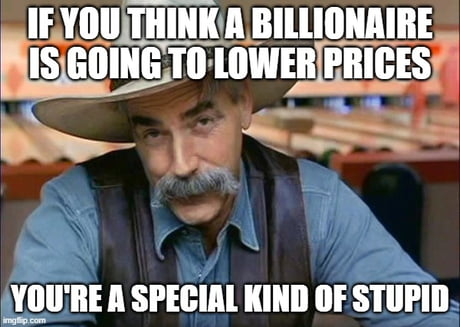 IF YOU THINK A BILLIONAIRE
IS GOING TO LOWER PRICES
YOU'RE A SPECIAL KIND OF STUPID
imgflip.com